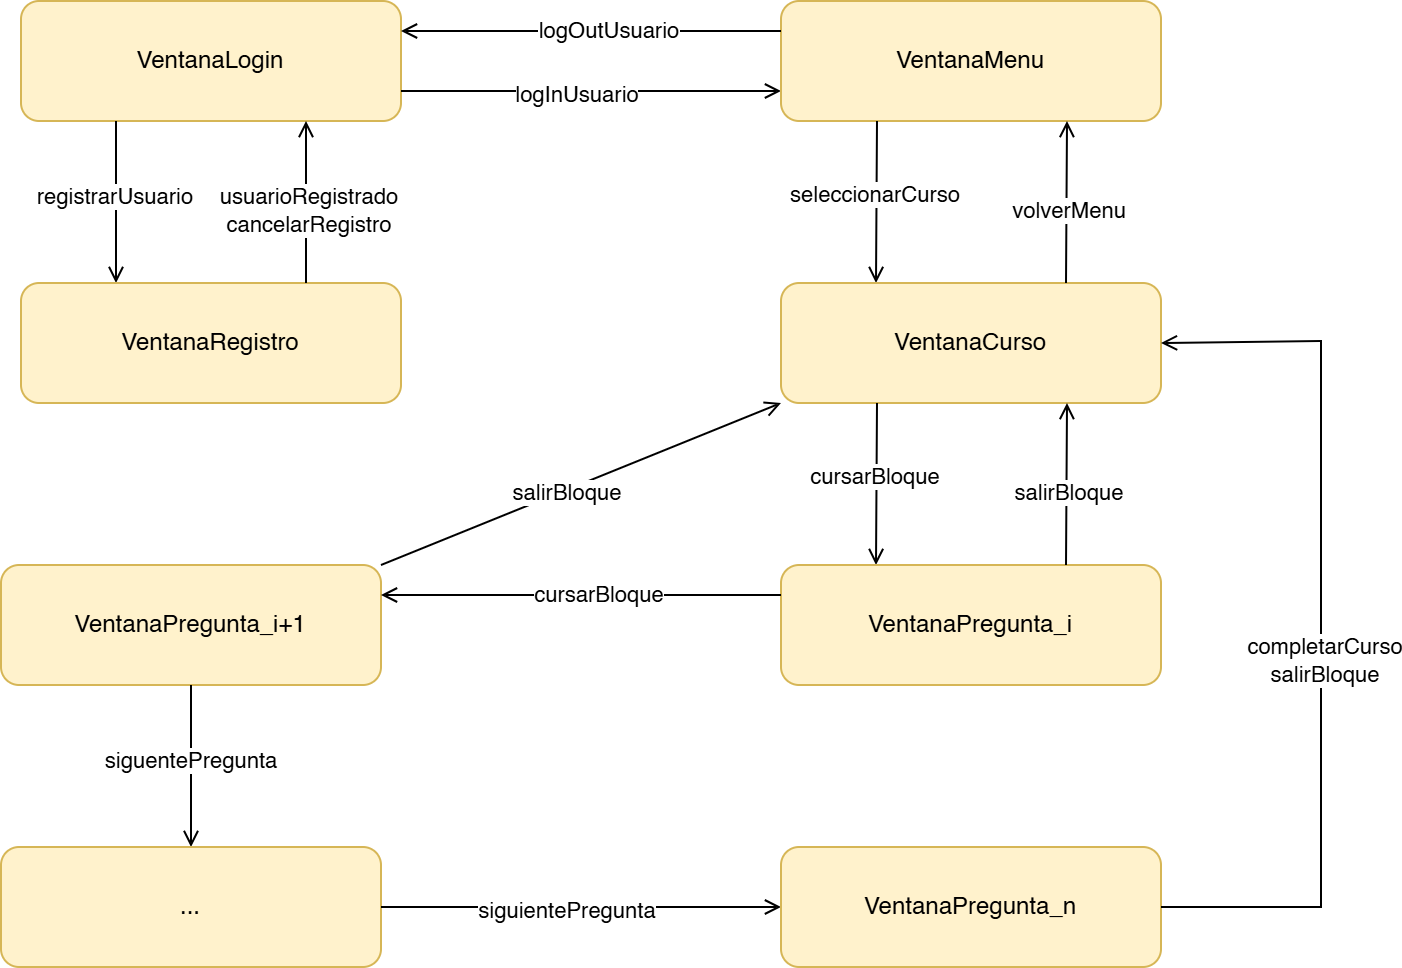 VentanaLogin
logOutUsuario
VentanaMenu
logInUsuario
registrarUsuario
usuarioRegistrado
cancelarRegistro
seleccionarCurso
volverMenu
VentanaRegistro
VentanaCurso
salirBloque
cursarBloque
salirBloque
VentanaPregunta_i+1
cursarBloque
VentanaPregunta_i
completarCurso
salirBloque
siguentePregunta
...
siguientePregunta
VentanaPregunta_n